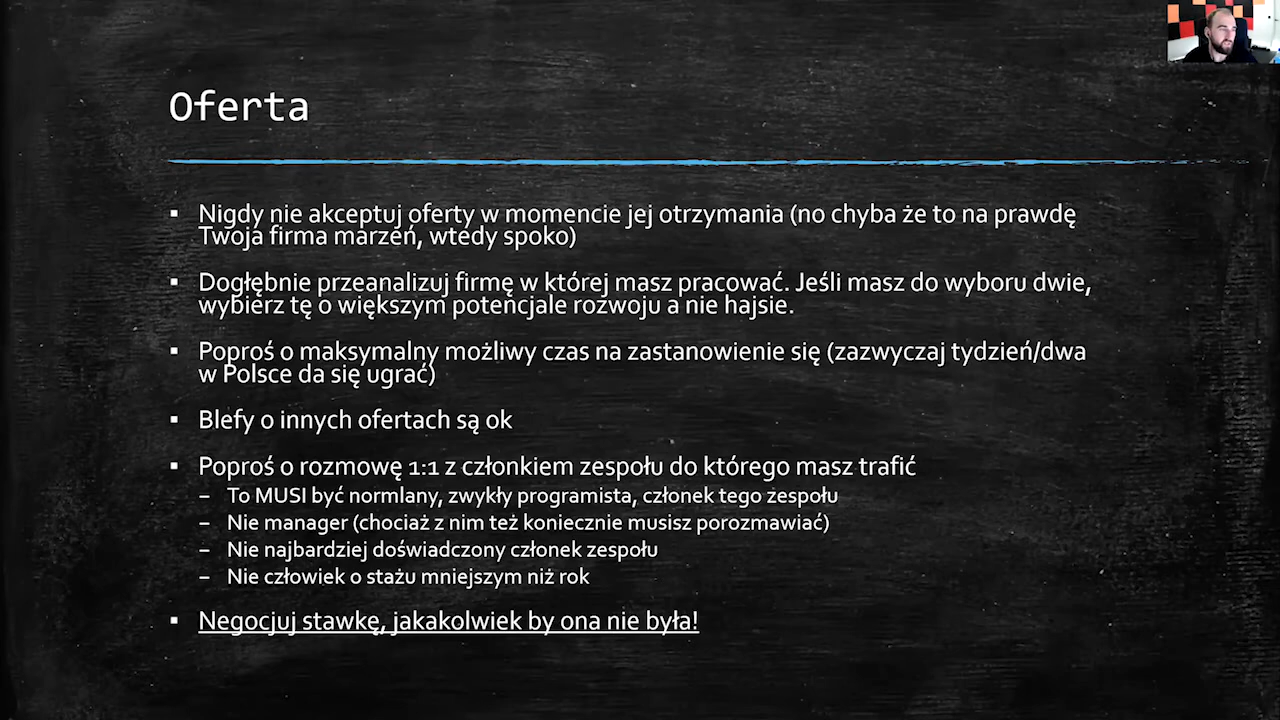 Oferta
▪ Nigdy nie akceptuj oferty w momencie jej otrzymania (no chyba że to na prawdę
Twoja firma marzeń, wtedy spoko)
▪ Dogłębnie przeanalizuj firmę w której masz pracować. Jeśli masz do wyboru dwie,
wybierz tę o większym potencjale rozwoju a nie hajsie.
▪ Poproś o maksymalny możliwy czas na zastanowienie się (zazwyczaj tydzień/dwa
w Polsce da się ugrać)
▪ Blefy o innych ofertach są ok
▪ Poproś o rozmowę 1:1 z członkiem zespołu do którego masz trafić
– To MUSI być normlany, zwykły programista, członek tego zespołu
– Nie manager (chociaż z nim też koniecznie musisz porozmawiać)
– Nie najbardziej doświadczony członek zespołu
– Nie człowiek o stażu mniejszym niż rok
▪ Negocjuj stawkę, jakakolwiek by ona nie była!